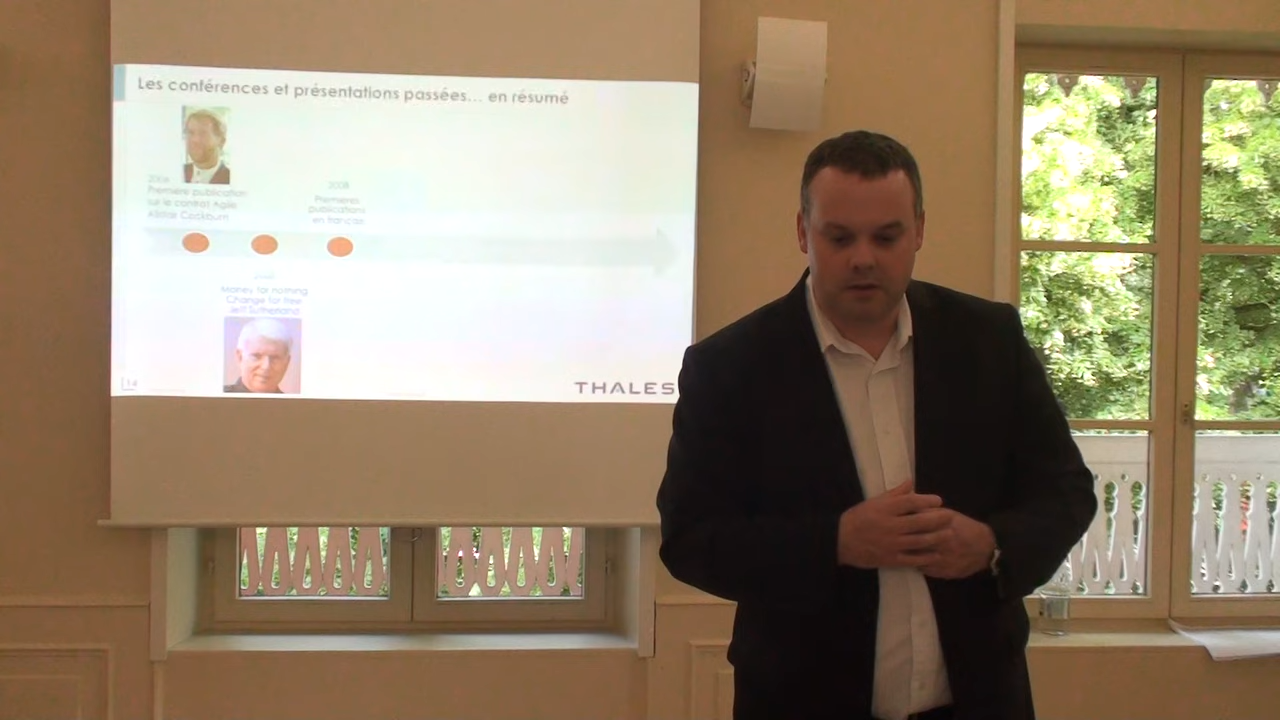 Les conférences et présentations passées... en résumé
Première publication
sur le contrat Agile
Alistair Cockburn
2008
Premières
publications
en français
Money for nothing
Change for free
Jeff Sutherland
14
THALES